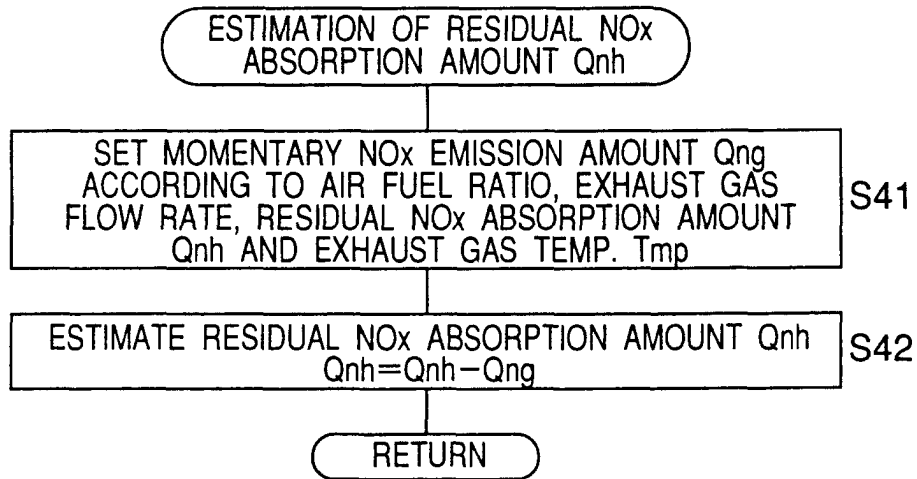 ESTIMATION OF RESIDUAL NOx
ABSORPTION AMOUNT Qnh
SET MOMENTARY NOx EMISSION AMOUNT Qng
ACCORDING TO AIR FUEL RATIO, EXHAUST GAS
FLOW RATE, RESIDUAL NOx ABSORPTION AMOUNT
Qnh AND EXHAUST GAS TEMP. Tmp
S41
ESTIMATE RESIDUAL NOx ABSORPTION AMOUNT Qnh
Qnh=Qnh−Qng
S42
RETURN